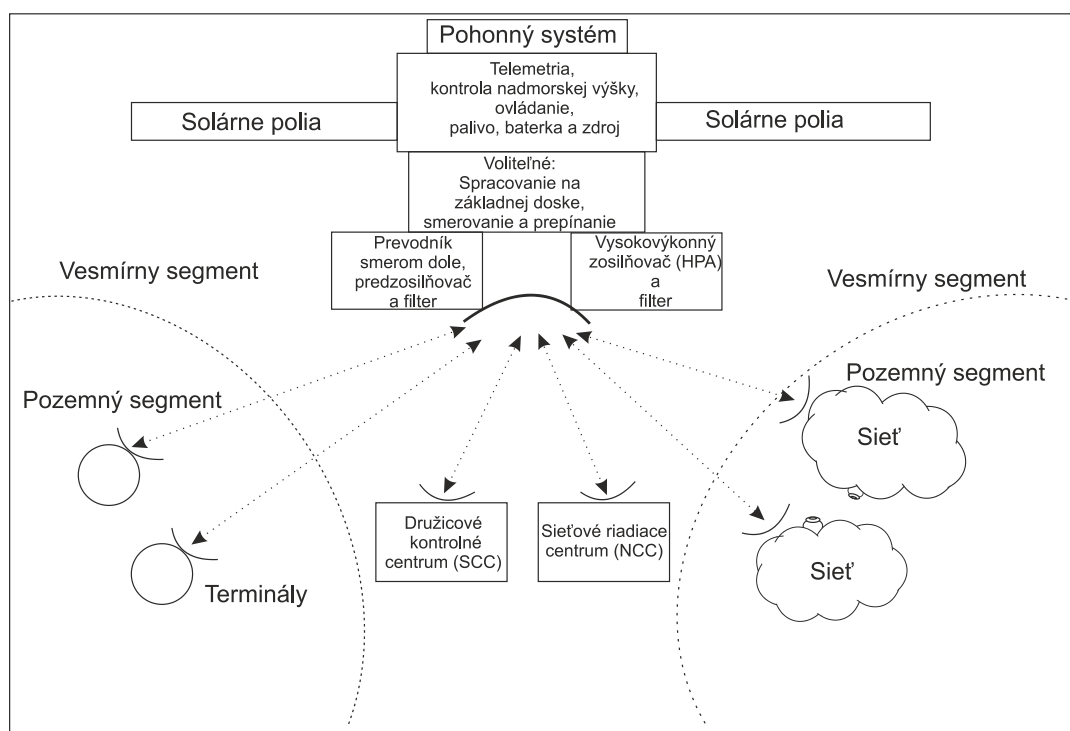 Pohonný systém
Telemetria,
kontrola nadmorskej výšky,
ovládanie,
palivo, baterka a zdroj
Solárne polia
Solárne polia
Voliteľné:
Spracovanie na
základnej doske,
smerovanie a prepínanie
Prevodník
smerom dole,
predzosilňovač
a filter
Vysokovýkonný
zosilňovač (HPA)
a
filter
Vesmírny segment
Vesmírny segment
Pozemný segment
Pozemný segment
Sieť
Družicové
kontrolné
centrum (SCC)
Sieťové riadiace
centrum (NCC)
Sieť
Terminály